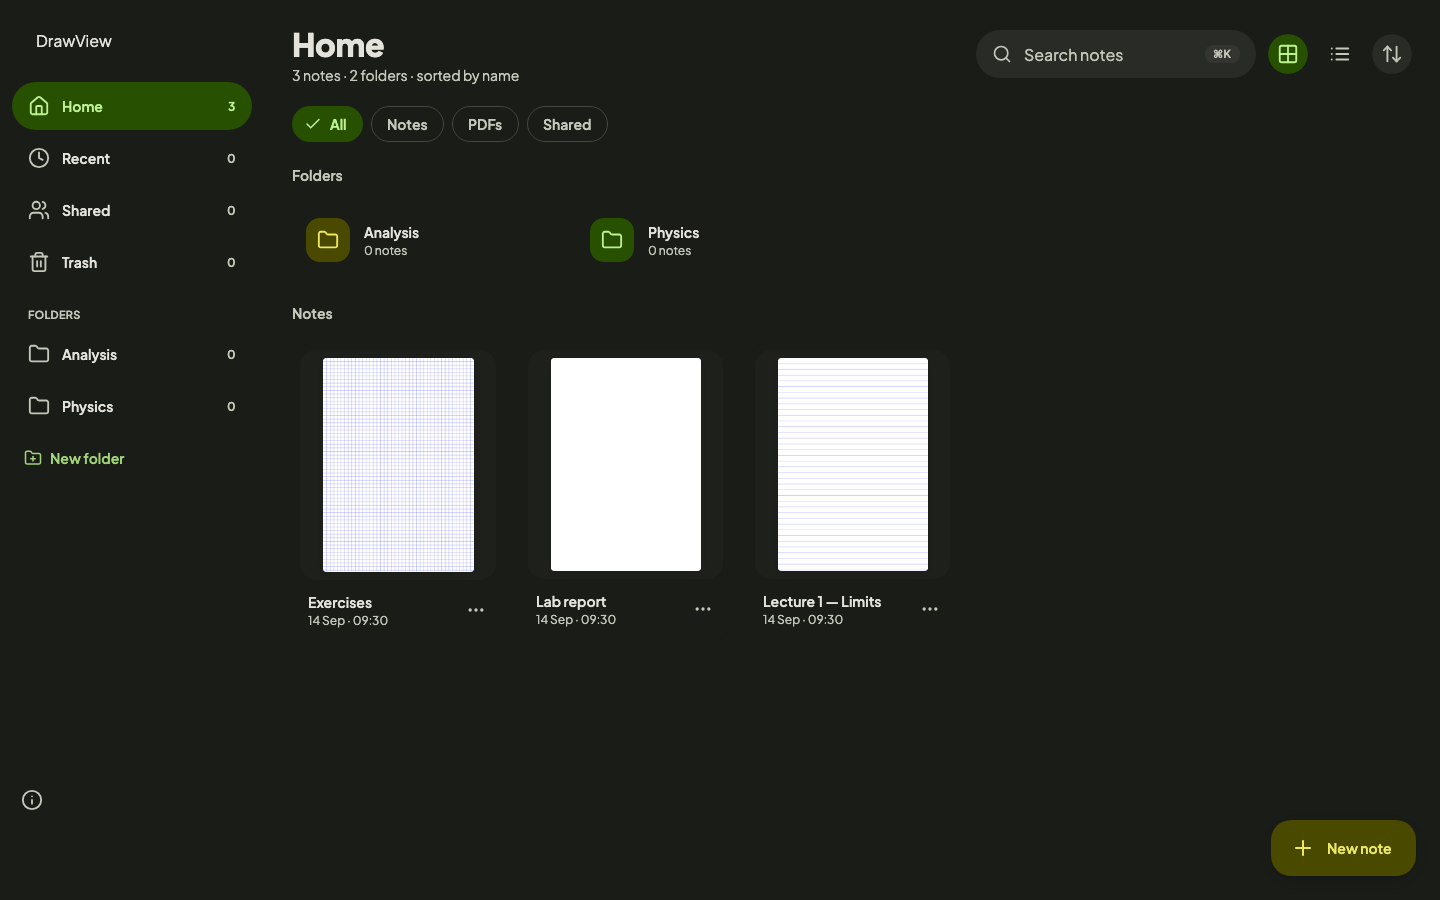 DrawView
Home 3
Recent 0
Shared 0
Trash 0
FOLDERS
Analysis 0
Physics 0
New folder
Home
3 notes · 2 folders · sorted by name
Search notes ⌘K
All Notes PDFs Shared
Folders
Analysis
0 notes
Physics
0 notes
Notes
Exercises
14 Sep · 09:30
Lab report
14 Sep · 09:30
Lecture 1 — Limits
14 Sep · 09:30
New note